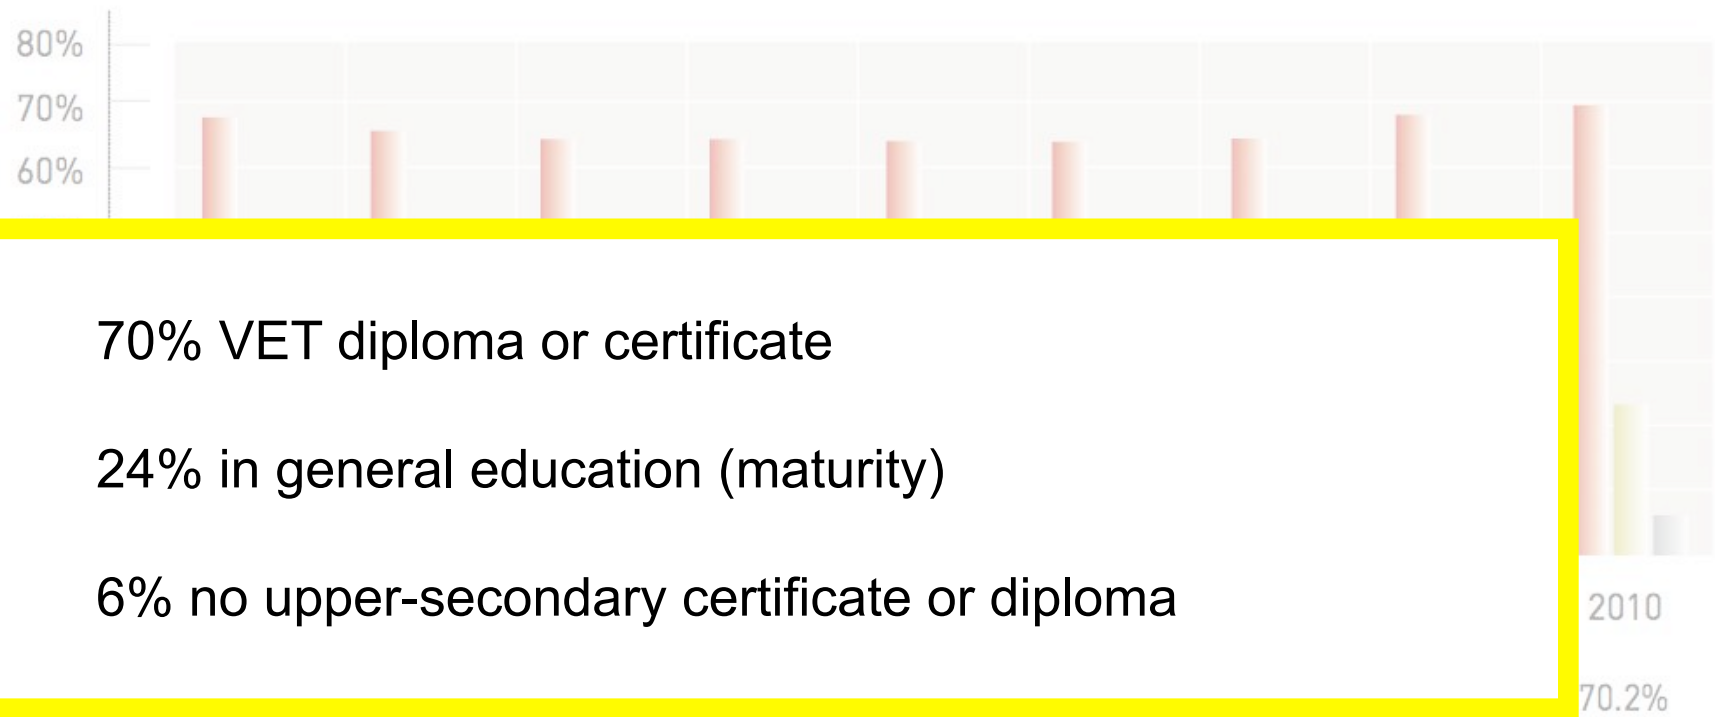 80%
70%
60%
70% VET diploma or certificate
24% in general education (maturity)
6% no upper-secondary certificate or diploma
2010
70.2%